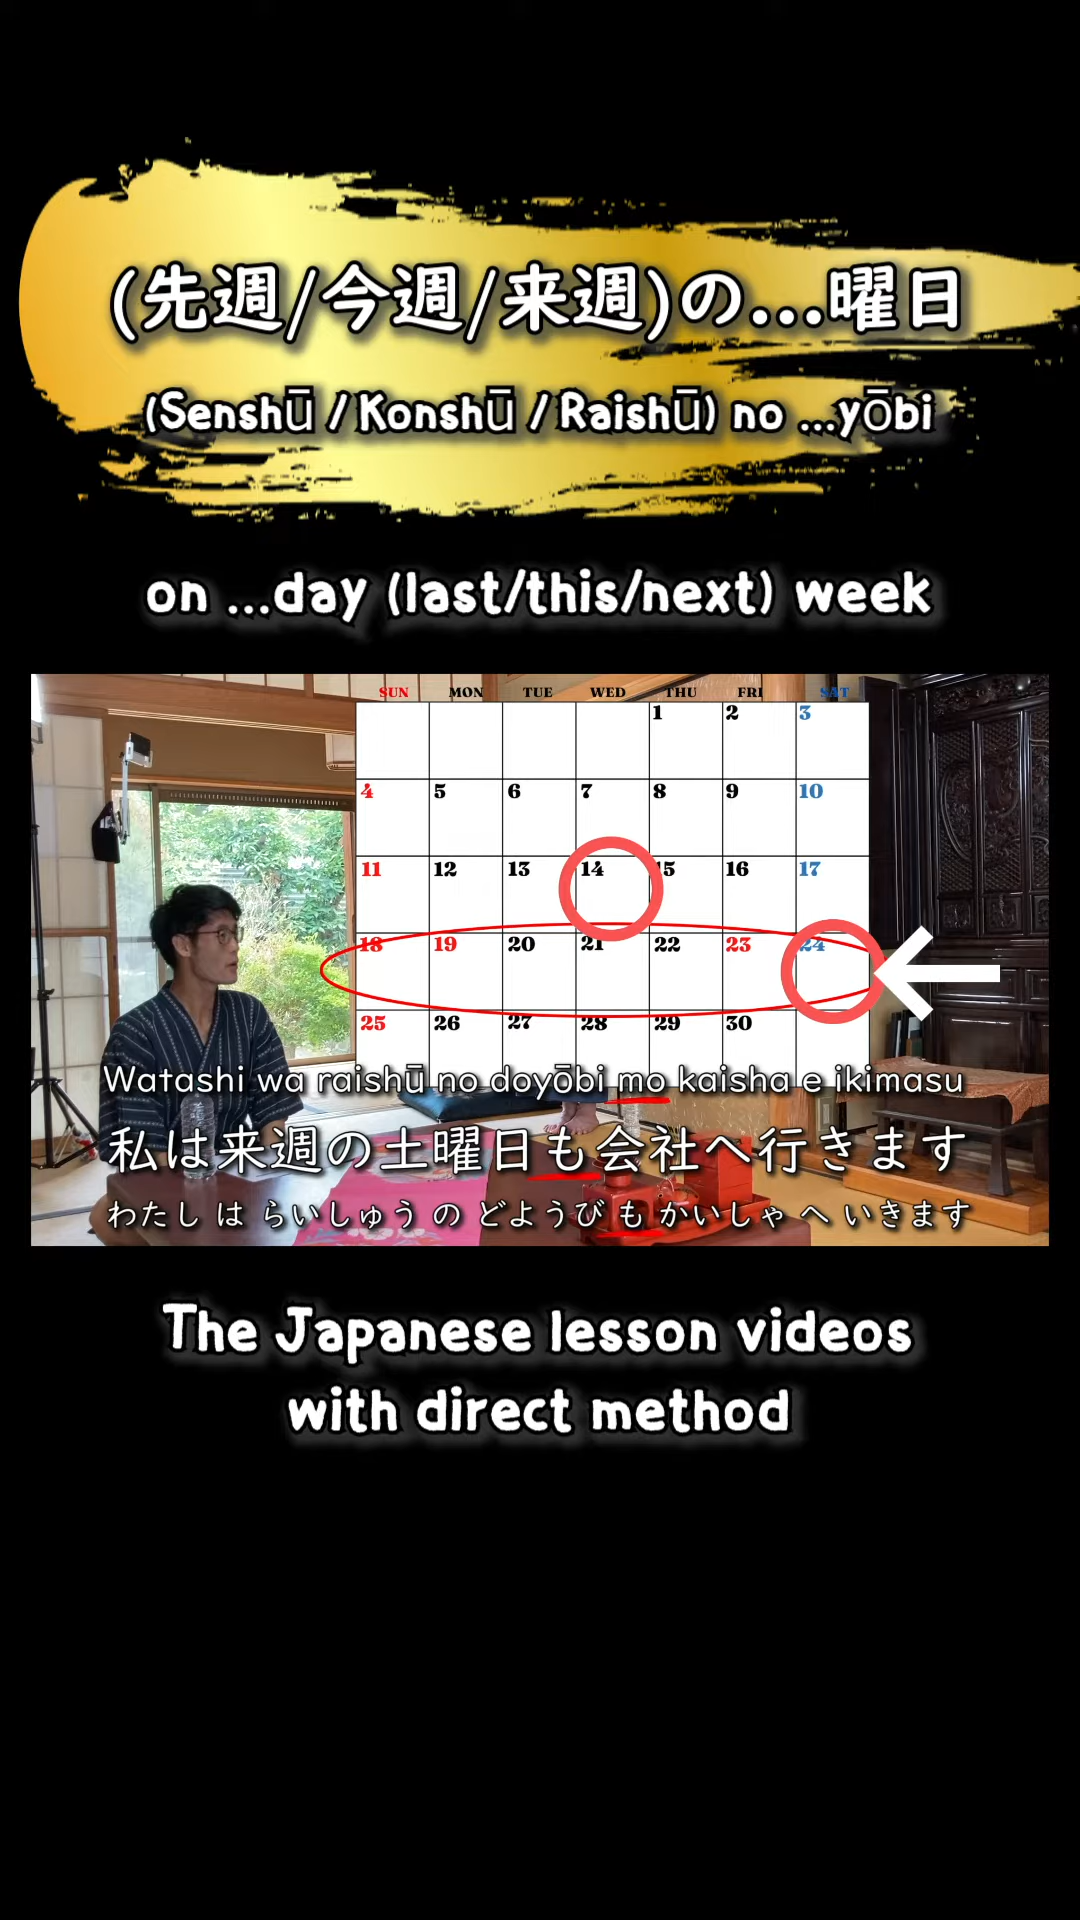 (先週/今週/来週)の...曜日
(Senshū / Konshū / Raishū) no ...yōbi
on ...day (last/this/next) week
SUN MON TUE WED THU FRI SAT
1 2 3
4 5 6 7 8 9 10
11 12 13 14 15 16 17
18 19 20 21 22 23 24
25 26 27 28 29 30
Watashi wa raishū no doyōbi mo kaisha e ikimasu
私は来週の土曜日も会社へ行きます
わたし は らいしゅう の どようび も かいしゃ へ いきます
The Japanese lesson videos
with direct method